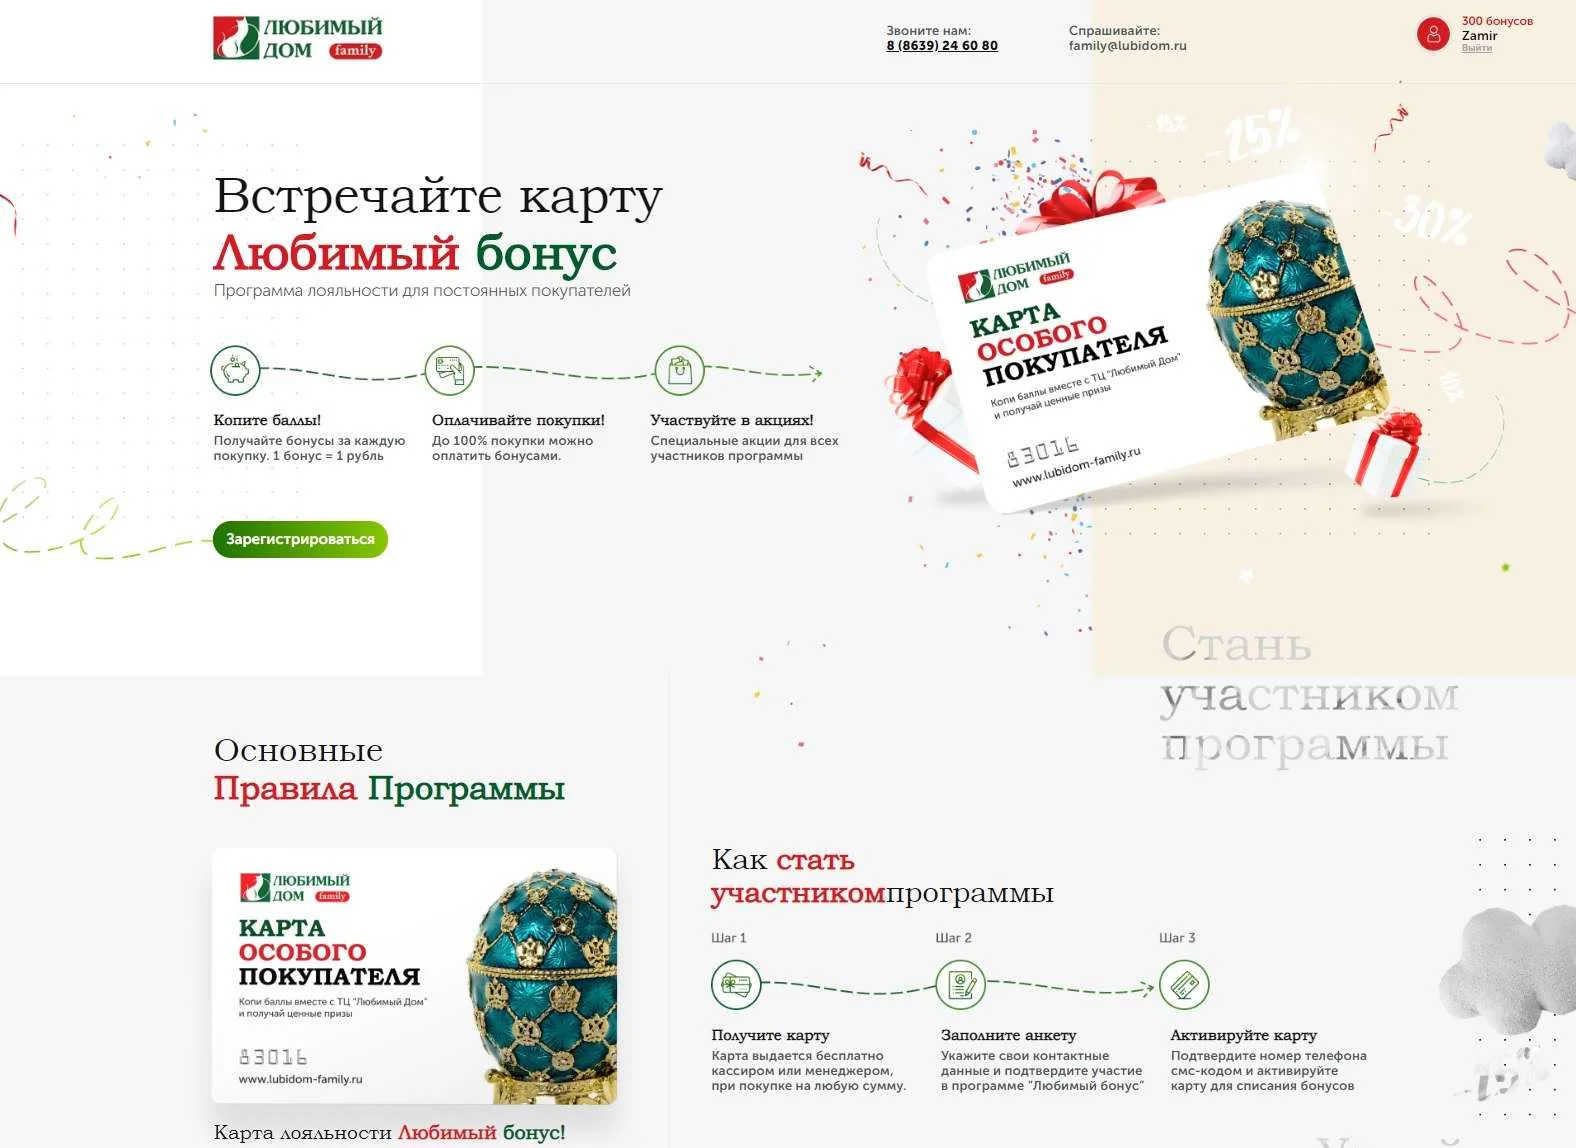 ЛЮБИМЫЙ
ДОМ family
Звоните нам:
8 (8639) 24 60 80
Спрашивайте:
family@lubidom.ru
300 бонусов
Zamir
Выйти
Встречайте карту
Любимый бонус
Программа лояльности для постоянных покупателей
Копите баллы!
Получайте бонусы за каждую
покупку. 1 бонус = 1 рубль
Оплачивайте покупки!
До 100% покупки можно
оплатить бонусами.
Участвуйте в акциях!
Специальные акции для всех
участников программы
Зарегистрироваться
-15%
-25%
-30%
ЛЮБИМЫЙ
ДОМ family
КАРТА
ОСОБОГО
ПОКУПАТЕЛЯ
Копи баллы вместе с ТЦ "Любимый Дом"
и получай ценные призы
83016
www.lubidom-family.ru
Стань
участником
программы
Основные
Правила Программы
ЛЮБИМЫЙ
ДОМ family
КАРТА
ОСОБОГО
ПОКУПАТЕЛЯ
Копи баллы вместе с ТЦ "Любимый Дом"
и получай ценные призы
83016
www.lubidom-family.ru
Карта лояльности Любимый бонус!
Как стать
участникомпрограммы
Шаг 1
Получите карту
Карта выдается бесплатно
кассиром или менеджером,
при покупке на любую сумму.
Шаг 2
Заполните анкету
Укажите свои контактные
данные и подтвердите участие
в программе "Любимый бонус"
Шаг 3
Активируйте карту
Подтвердите номер телефона
смс-кодом и активируйте
карту для списания бонусов
-15%